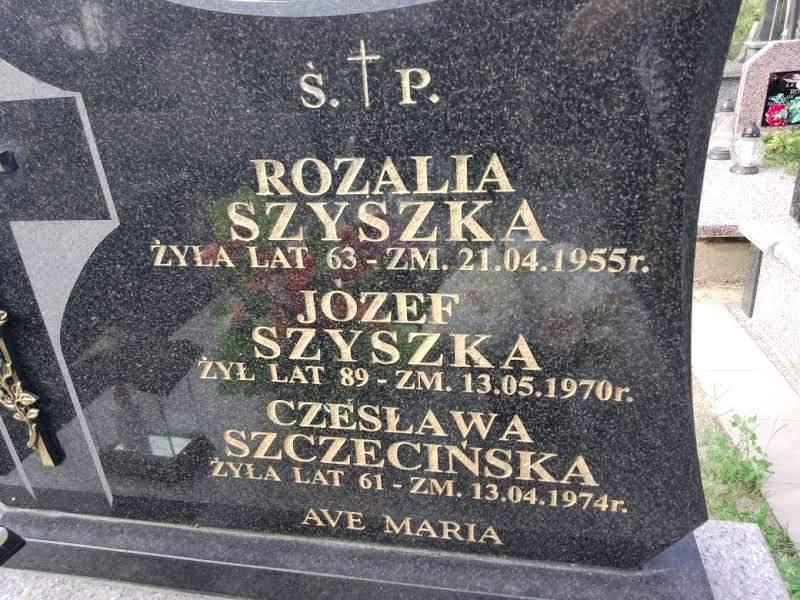 Ś. P.
ROZALIA
SZYSZKA
ŻYŁA LAT 63 - ZM. 21.04.1955r.
JÓZEF
SZYSZKA
ŻYŁ LAT 89 - ZM. 13.05.1970r.
CZESŁAWA
SZCZECIŃSKA
ŻYŁA LAT 61 - ZM. 13.04.1974r.
AVE MARIA